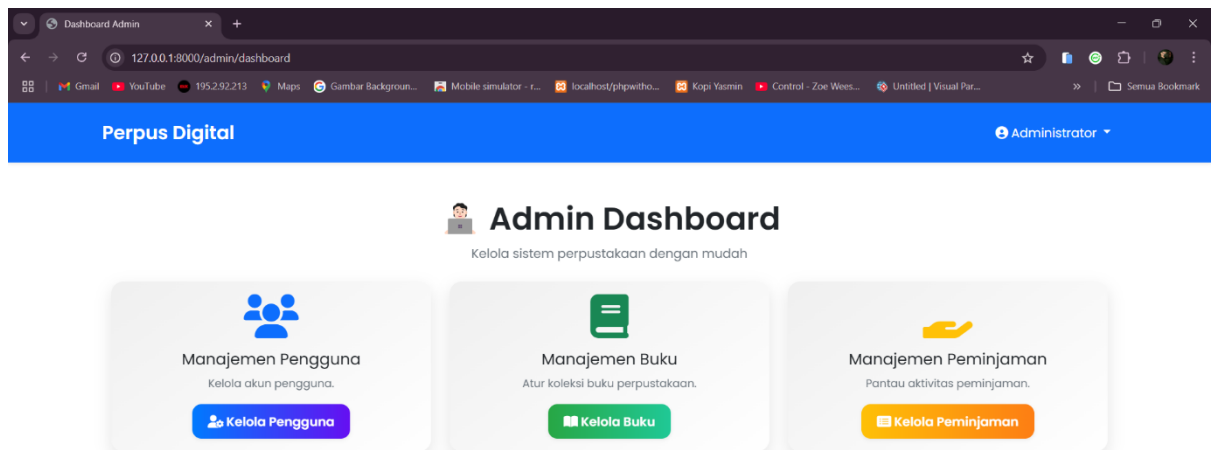 Dashboard Admin
127.0.0.1:8000/admin/dashboard
Gmail YouTube 195.2.92.213 Maps Gambar Backgroun... Mobile simulator - r... localhost/phpwitho... Kopi Yasmin Control - Zoe Wees... Untitled | Visual Par... » Semua Bookmark
Perpus Digital Administrator
Admin Dashboard
Kelola sistem perpustakaan dengan mudah
Manajemen Pengguna Manajemen Buku Manajemen Peminjaman
Kelola akun pengguna. Atur koleksi buku perpustakaan. Pantau aktivitas peminjaman.
Kelola Pengguna Kelola Buku Kelola Peminjaman